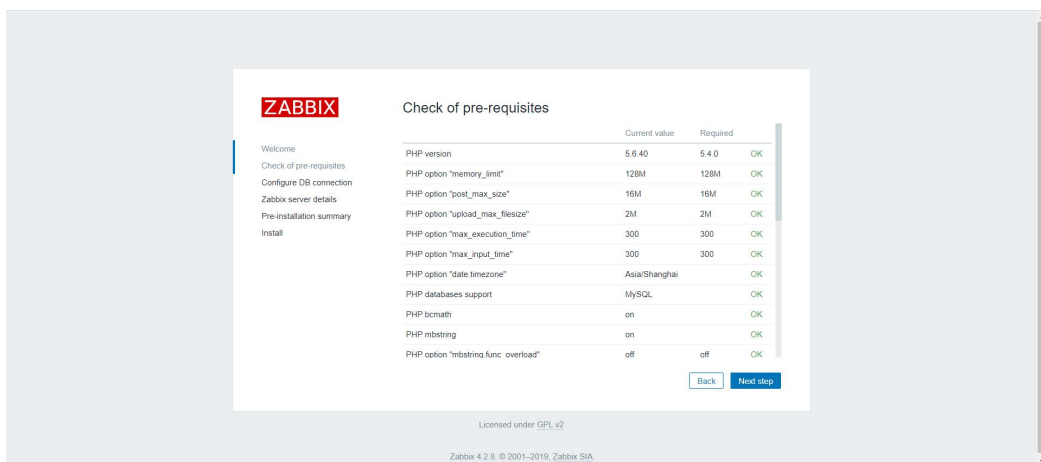 ZABBIX
Welcome
Check of pre-requisites
Configure DB connection
Zabbix server details
Pre-installation summary
Install
Check of pre-requisites
Current value Required
PHP version 5.6.40 5.4.0 OK
PHP option "memory_limit" 128M 128M OK
PHP option "post_max_size" 16M 16M OK
PHP option "upload_max_filesize" 2M 2M OK
PHP option "max_execution_time" 300 300 OK
PHP option "max_input_time" 300 300 OK
PHP option "date.timezone" Asia/Shanghai OK
PHP databases support MySQL OK
PHP bcmath on OK
PHP mbstring on OK
PHP option "mbstring.func_overload" off off OK
Back Next step
Licensed under GPL v2
Zabbix 4.2.8. © 2001–2019, Zabbix SIA